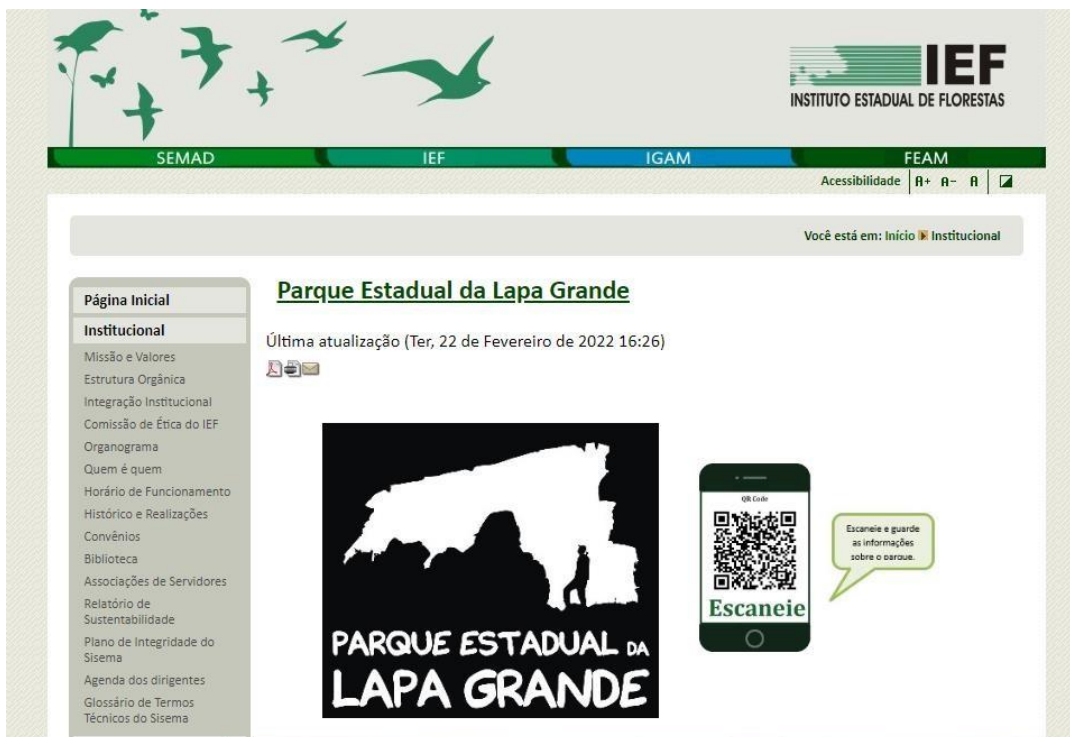 IEF
INSTITUTO ESTADUAL DE FLORESTAS
SEMAD IEF IGAM FEAM
Acessibilidade A+ A- A
Você está em: Início Institucional
Página Inicial
Institucional
Missão e Valores
Estrutura Orgânica
Integração Institucional
Comissão de Ética do IEF
Organograma
Quem é quem
Horário de Funcionamento
Histórico e Realizações
Convênios
Biblioteca
Associações de Servidores
Relatório de
Sustentabilidade
Plano de Integridade do
Sisema
Agenda dos dirigentes
Glossário de Termos
Técnicos do Sisema
Parque Estadual da Lapa Grande
Última atualização (Ter, 22 de Fevereiro de 2022 16:26)
PARQUE ESTADUAL DA
LAPA GRANDE
QR Code
Escaneie
Escaneie e guarde
as informações
sobre o parque.